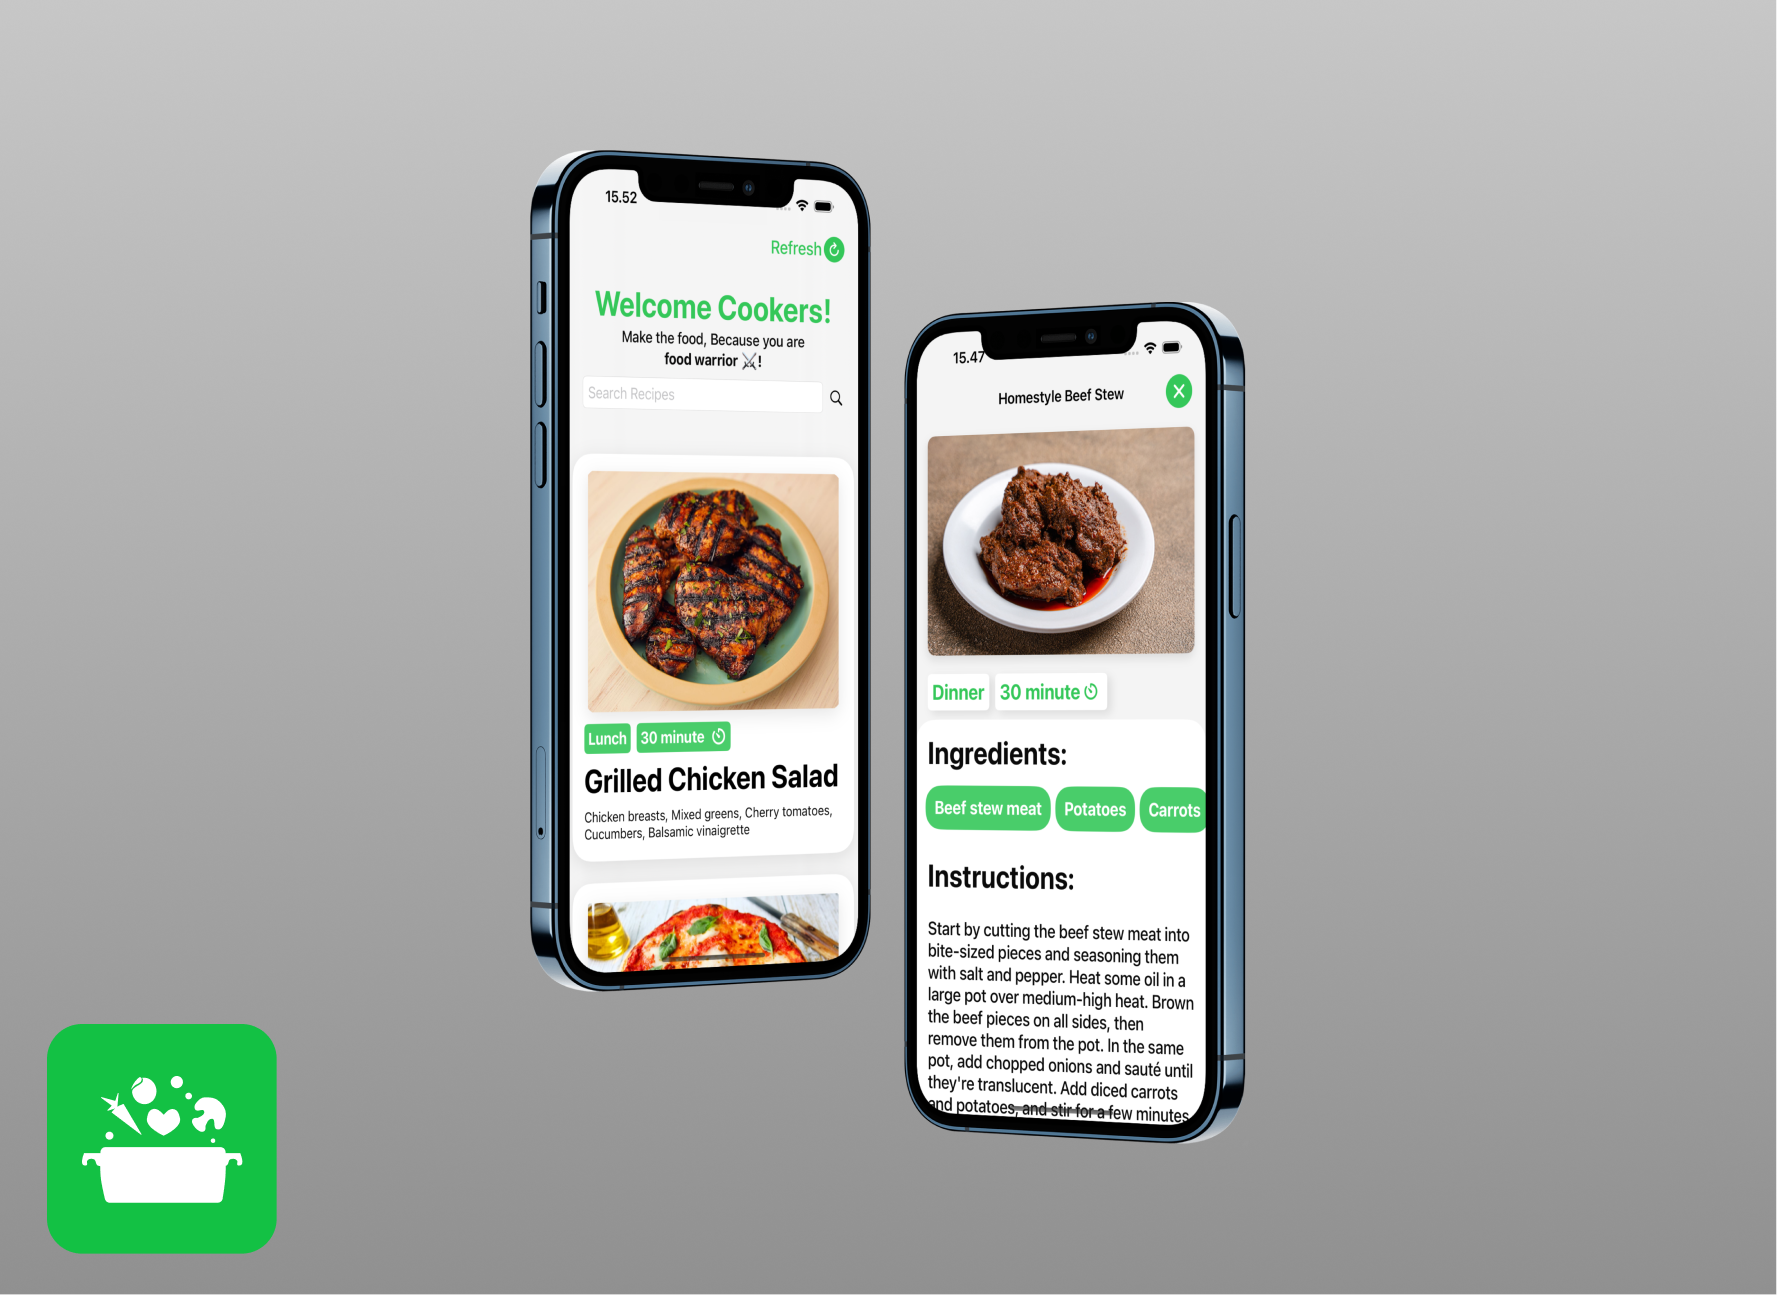 15.52
Refresh
Welcome Cookers!
Make the food, Because you are
food warrior ⚔️!
Search Recipes
Lunch
30 minute
Grilled Chicken Salad
Chicken breasts, Mixed greens, Cherry tomatoes,
Cucumbers, Balsamic vinaigrette
15.47
Homestyle Beef Stew
Dinner
30 minute
Ingredients:
Beef stew meat
Potatoes
Carrots
Instructions:
Start by cutting the beef stew meat into
bite-sized pieces and seasoning them
with salt and pepper. Heat some oil in a
large pot over medium-high heat. Brown
the beef pieces on all sides, then
remove them from the pot. In the same
pot, add chopped onions and sauté until
they're translucent. Add diced carrots
and potatoes, and stir for a few minutes